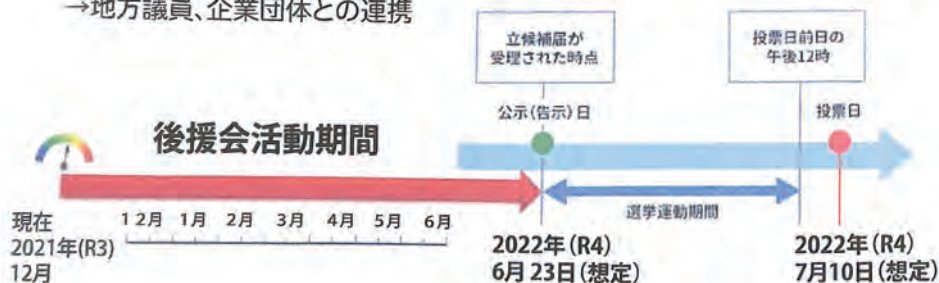 →地方議員、企業団体との連携
立候補届が
受理された時点
投票日前日の
午後12時
公示(告示)日
投票日
後援会活動期間
選挙運動期間
現在
2021年(R3)
12月
12月 1月 2月 3月 4月 5月 6月
2022年(R4)
6月23日(想定)
2022年(R4)
7月10日(想定)